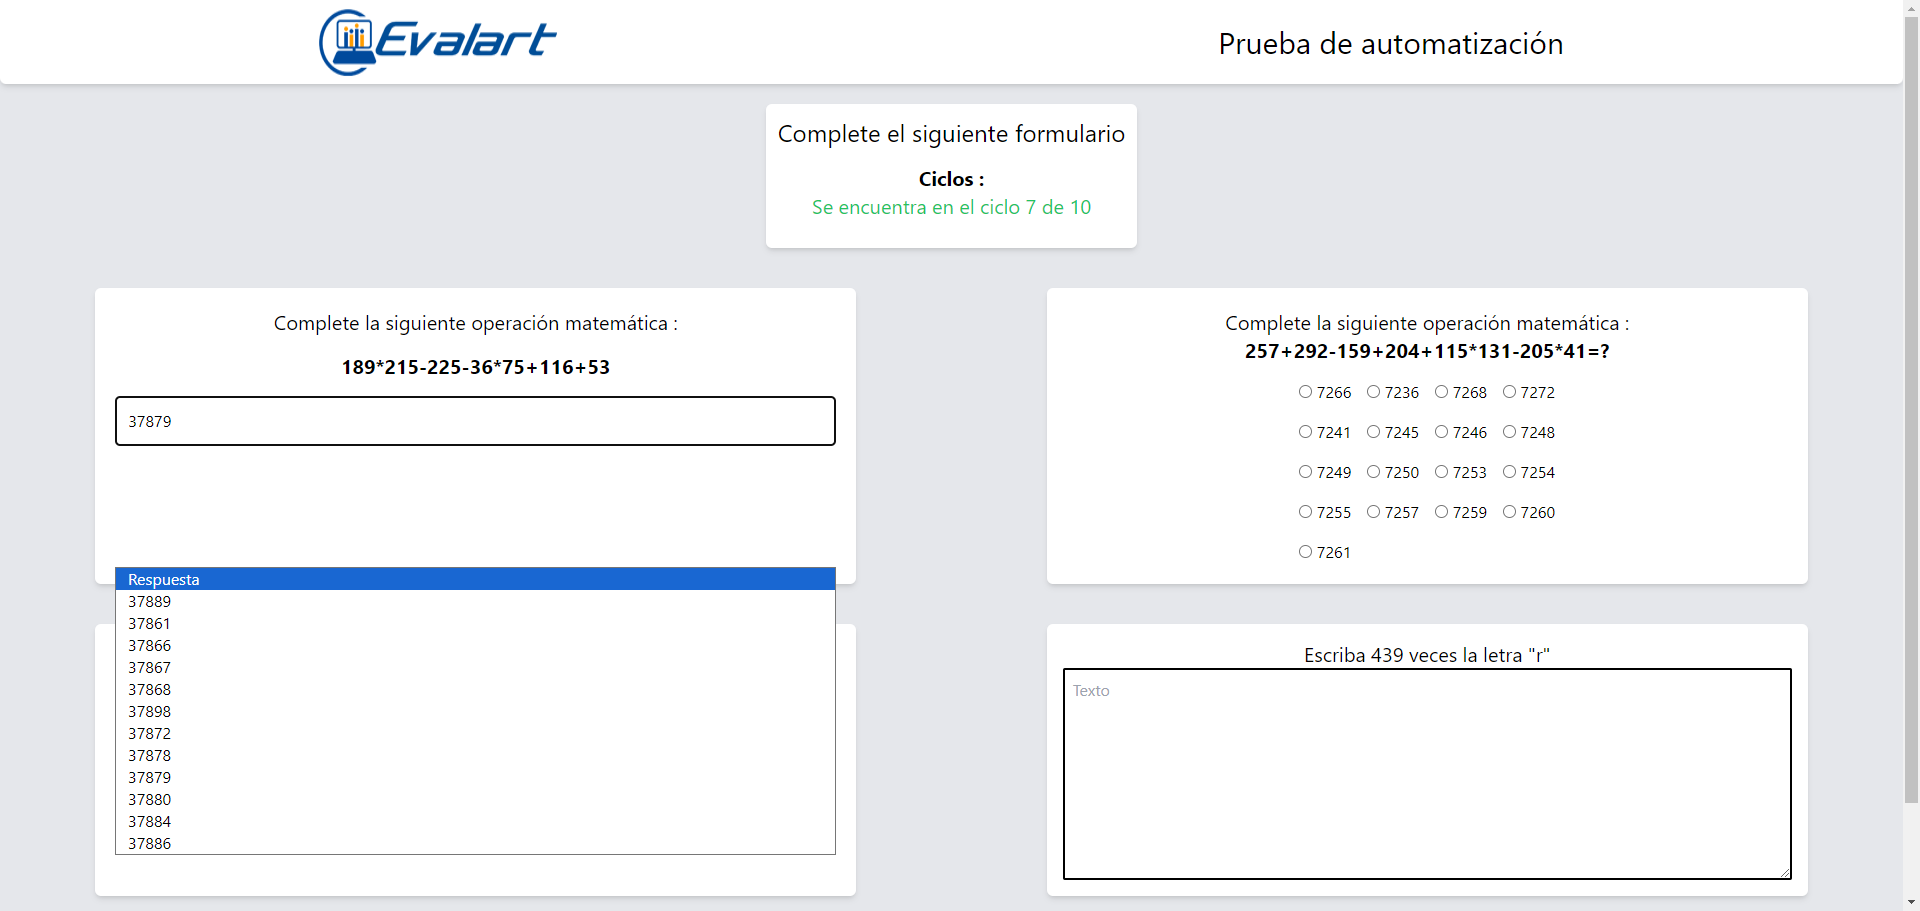 Evalart
Prueba de automatización
Complete el siguiente formulario
Ciclos :
Se encuentra en el ciclo 7 de 10
Complete la siguiente operación matemática :
189*215-225-36*75+116+53
37879
Respuesta
37889
37861
37866
37867
37868
37898
37872
37878
37879
37880
37884
37886
Complete la siguiente operación matemática :
257+292-159+204+115*131-205*41=?
7266 7236 7268 7272
7241 7245 7246 7248
7249 7250 7253 7254
7255 7257 7259 7260
7261
Escriba 439 veces la letra "r"
Texto